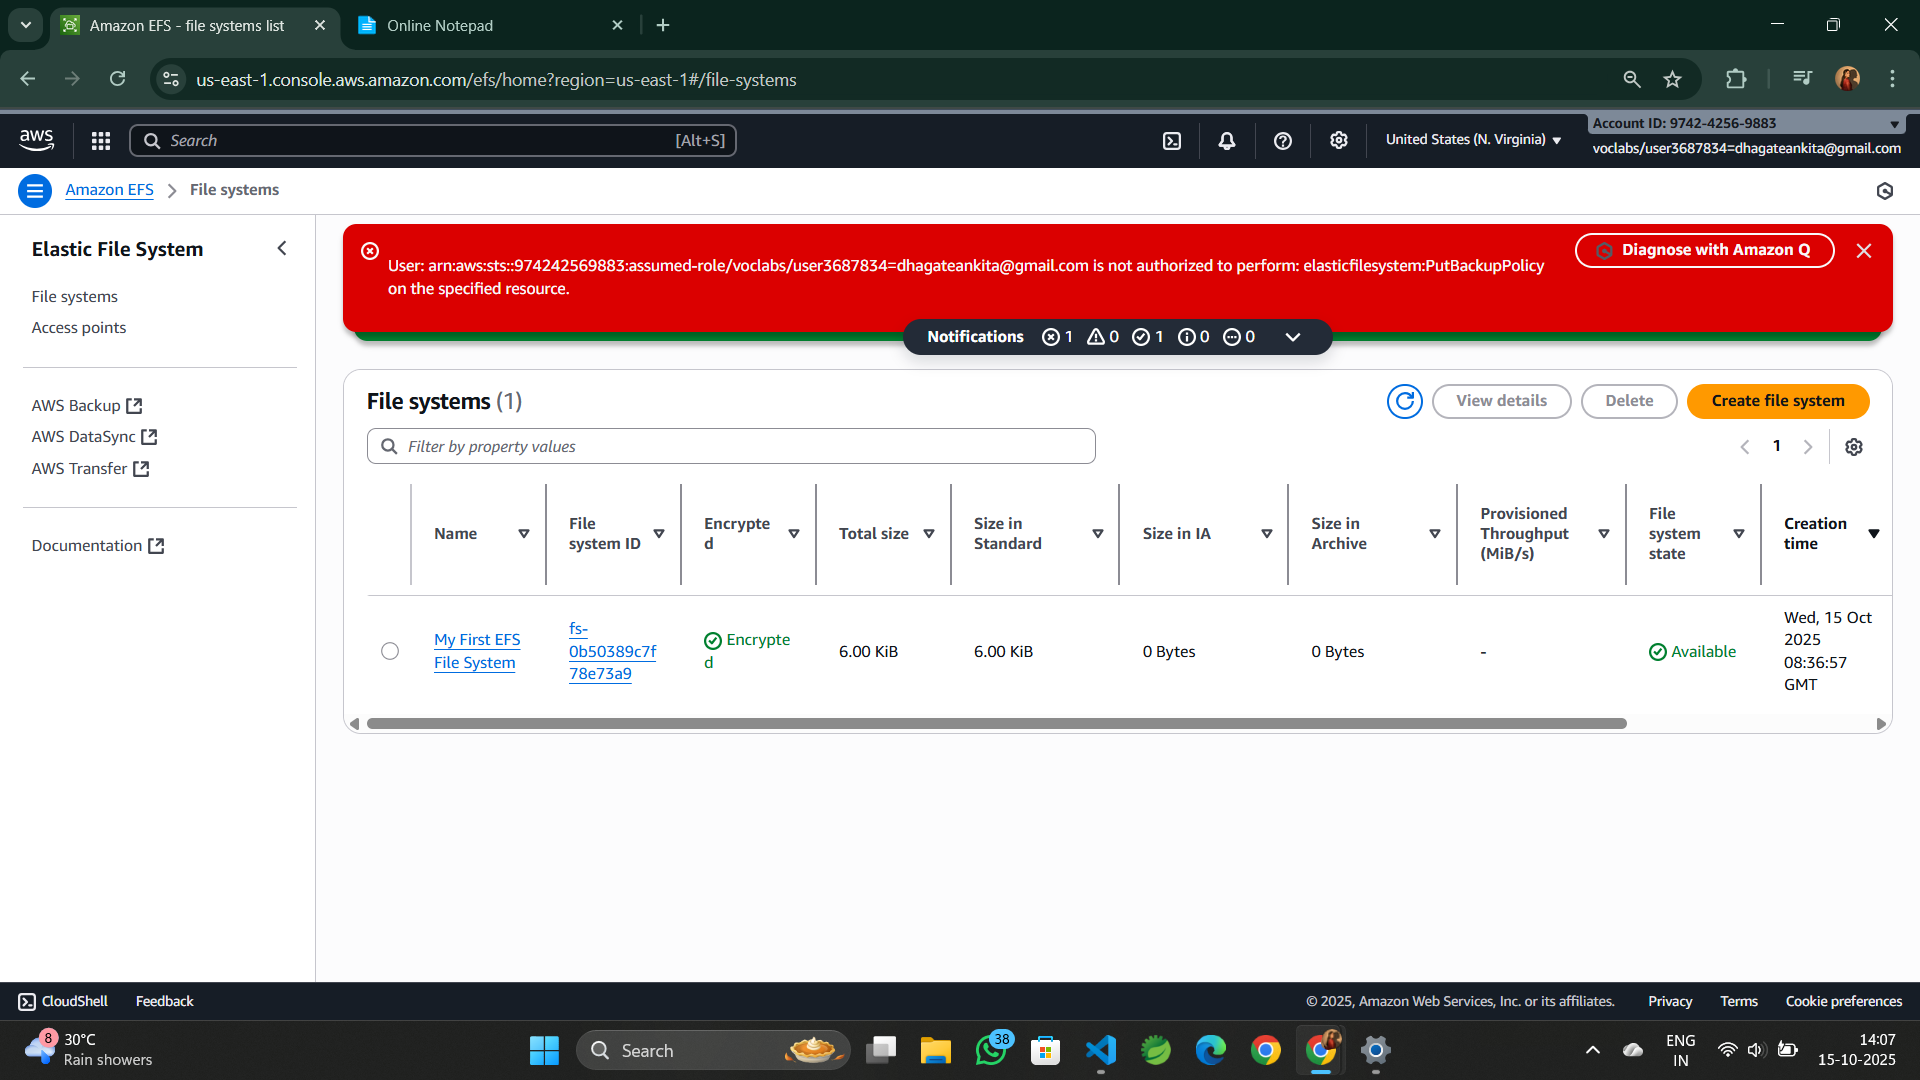 Amazon EFS - file systems list
Online Notepad
us-east-1.console.aws.amazon.com/efs/home?region=us-east-1#/file-systems
aws
Search
[Alt+S]
United States (N. Virginia)
Account ID: 9742-4256-9883
voclabs/user3687834=dhagateankita@gmail.com
Amazon EFS
File systems
Elastic File System
File systems
Access points
AWS Backup
AWS DataSync
AWS Transfer
Documentation
User: arn:aws:sts::974242569883:assumed-role/voclabs/user3687834=dhagateankita@gmail.com is not authorized to perform: elasticfilesystem:PutBackupPolicy
on the specified resource.
Diagnose with Amazon Q
Notifications 1 0 1 0 0
File systems (1)
View details
Delete
Create file system
Filter by property values
1
Name
File
system ID
Encrypte
d
Total size
Size in
Standard
Size in IA
Size in
Archive
Provisioned
Throughput
(MiB/s)
File
system
state
Creation
time
My First EFS
File System
fs-
0b50389c7f
78e73a9
Encrypte
d
6.00 KiB
6.00 KiB
0 Bytes
0 Bytes
-
Available
Wed, 15 Oct
2025
08:36:57
GMT
CloudShell
Feedback
© 2025, Amazon Web Services, Inc. or its affiliates.
Privacy
Terms
Cookie preferences
8
30°C
Rain showers
Search
38
ENG
IN
14:07
15-10-2025